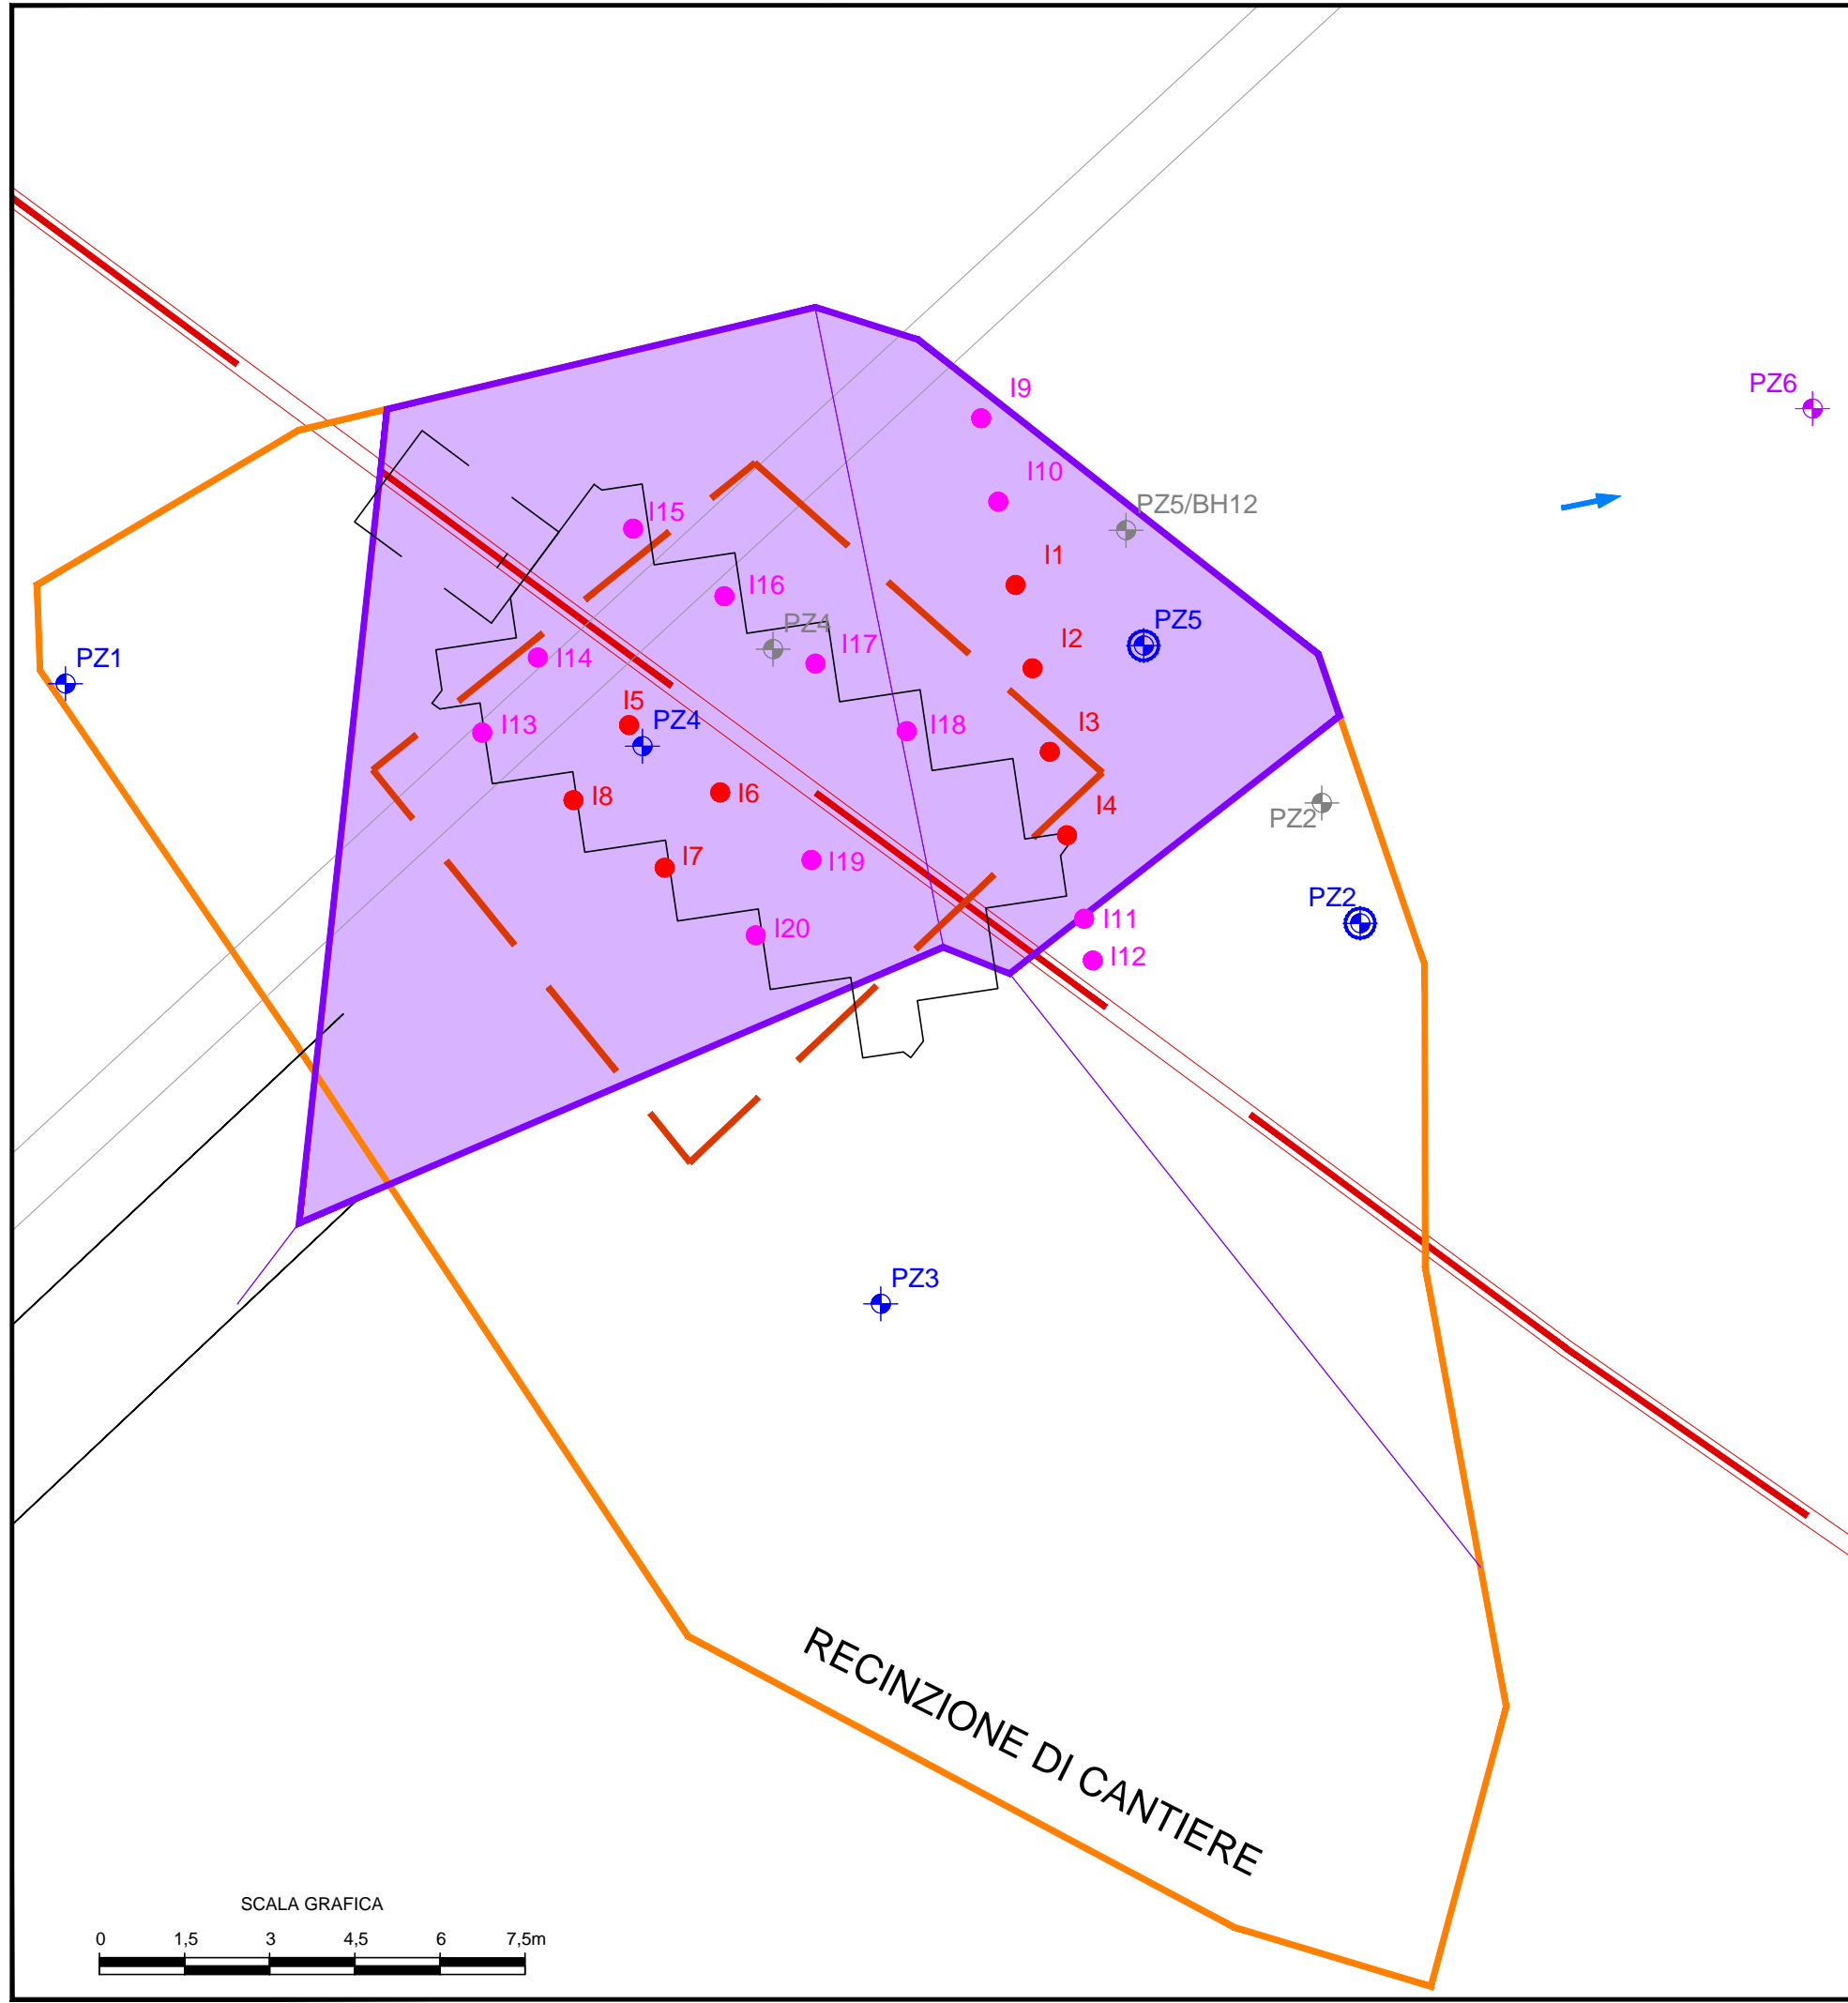 PZ6
I9
I10
PZ5/BH12
I15
I1
I16
PZ4
PZ5
I2
I17
PZ1
I14
I5
PZ4
I13
I18
I3
I6
I8
PZ2
I4
I7
I19
PZ2
I11
I20
I12
PZ3
RECINZIONE DI CANTIERE
SCALA GRAFICA
0 1,5 3 4,5 6 7,5m